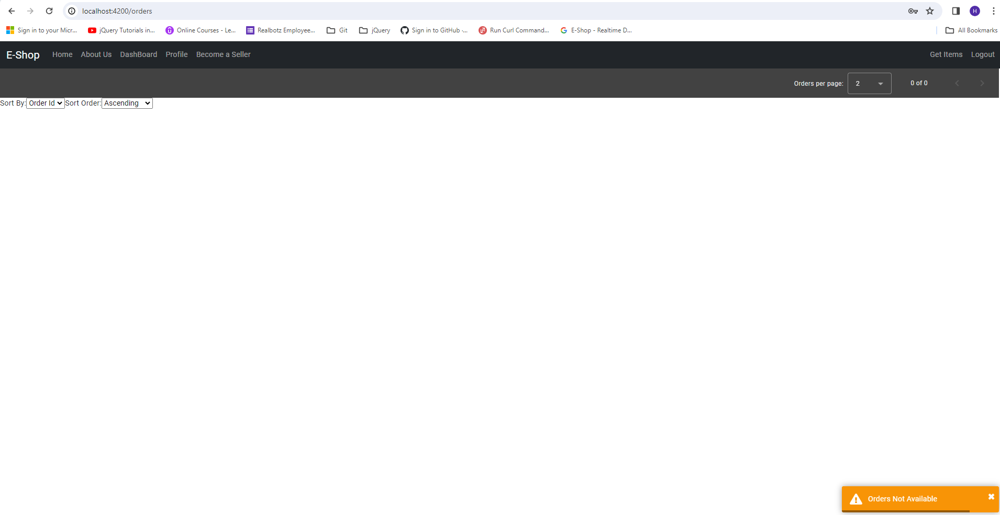 localhost:4200/orders
H
Sign in to your Micr... jQuery Tutorials in... Online Courses - Le... Realbotz Employee... Git jQuery Sign in to GitHub ·... Run Curl Command... E-Shop - Realtime D... All Bookmarks
E-Shop Home About Us DashBoard Profile Become a Seller Get Items Logout
Orders per page: 2 0 of 0
Sort By: Order Id Sort Order: Ascending
Orders Not Available